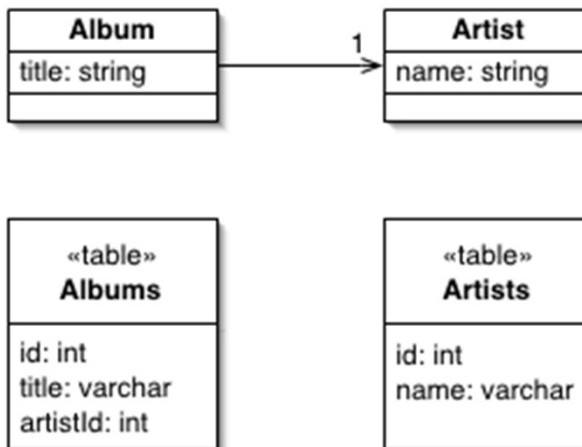 Album
title: string
1
Artist
name: string
«table»
Albums
id: int
title: varchar
artistId: int
«table»
Artists
id: int
name: varchar